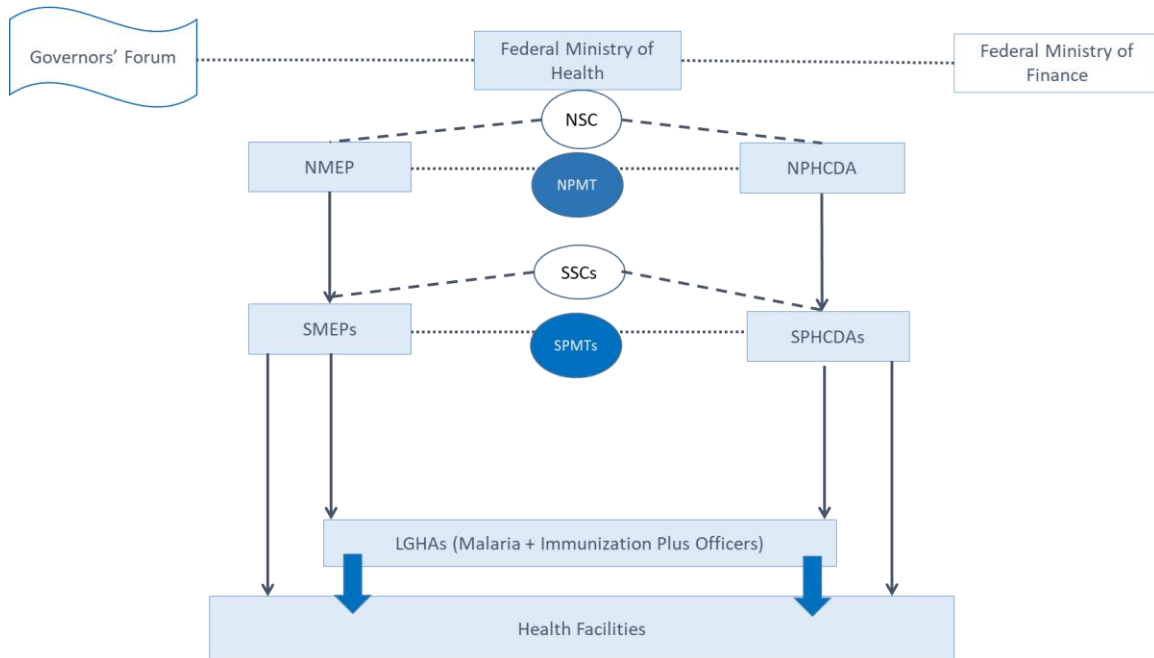 Governors' Forum
Federal Ministry of
Health
Federal Ministry of
Finance
NSC
NMEP
NPMT
NPHCDA
SSCs
SMEPs
SPMTs
SPHCDAs
LGHAs (Malaria + Immunization Plus Officers)
Health Facilities